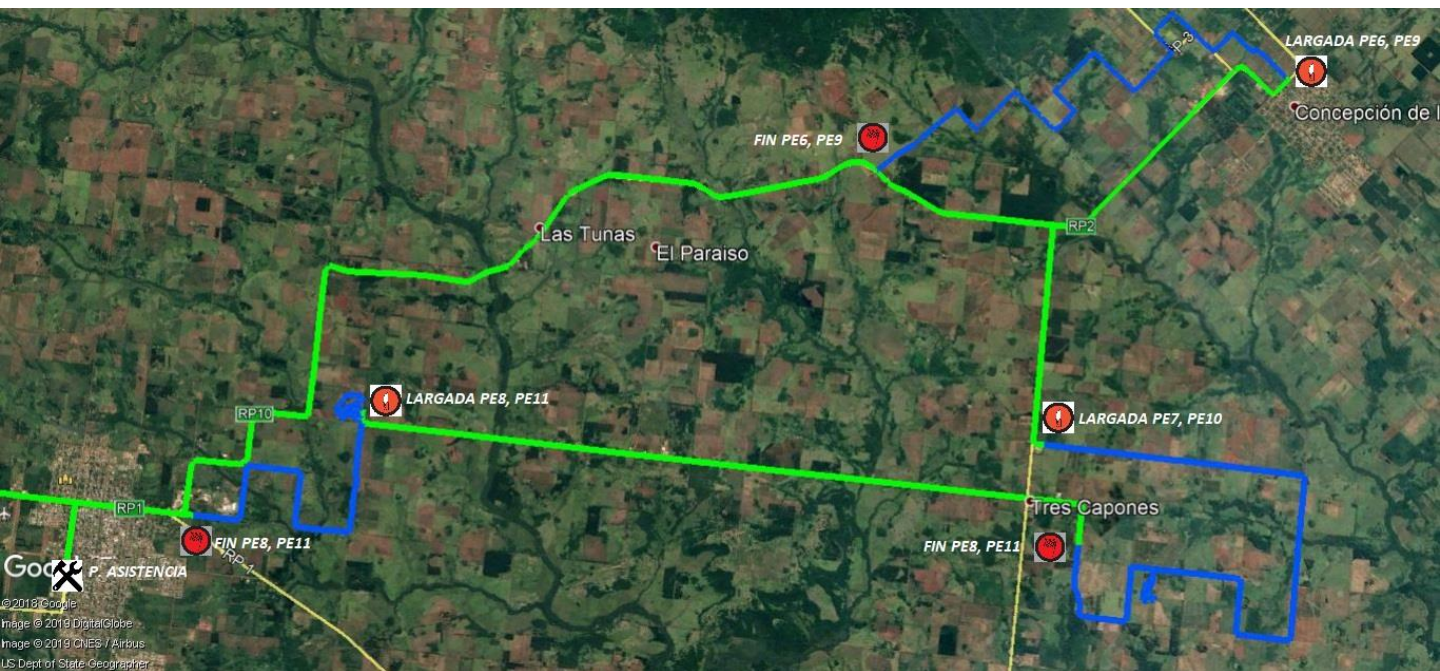 LARGADA PE6, PE9
P-3
Concepción de l
FIN PE6, PE9
RP2
Las Tunas
El Paraiso
LARGADA PE8, PE11
RP10
LARGADA PE7, PE10
RP1
Tres Capones
FIN PE8, PE11
FIN PE8, PE11
RP-1
Goo
P. ASISTENCIA
©2018 Google
Image © 2019 DigitalGlobe
Image © 2019 CNES / Airbus
US Dept of State Geographer